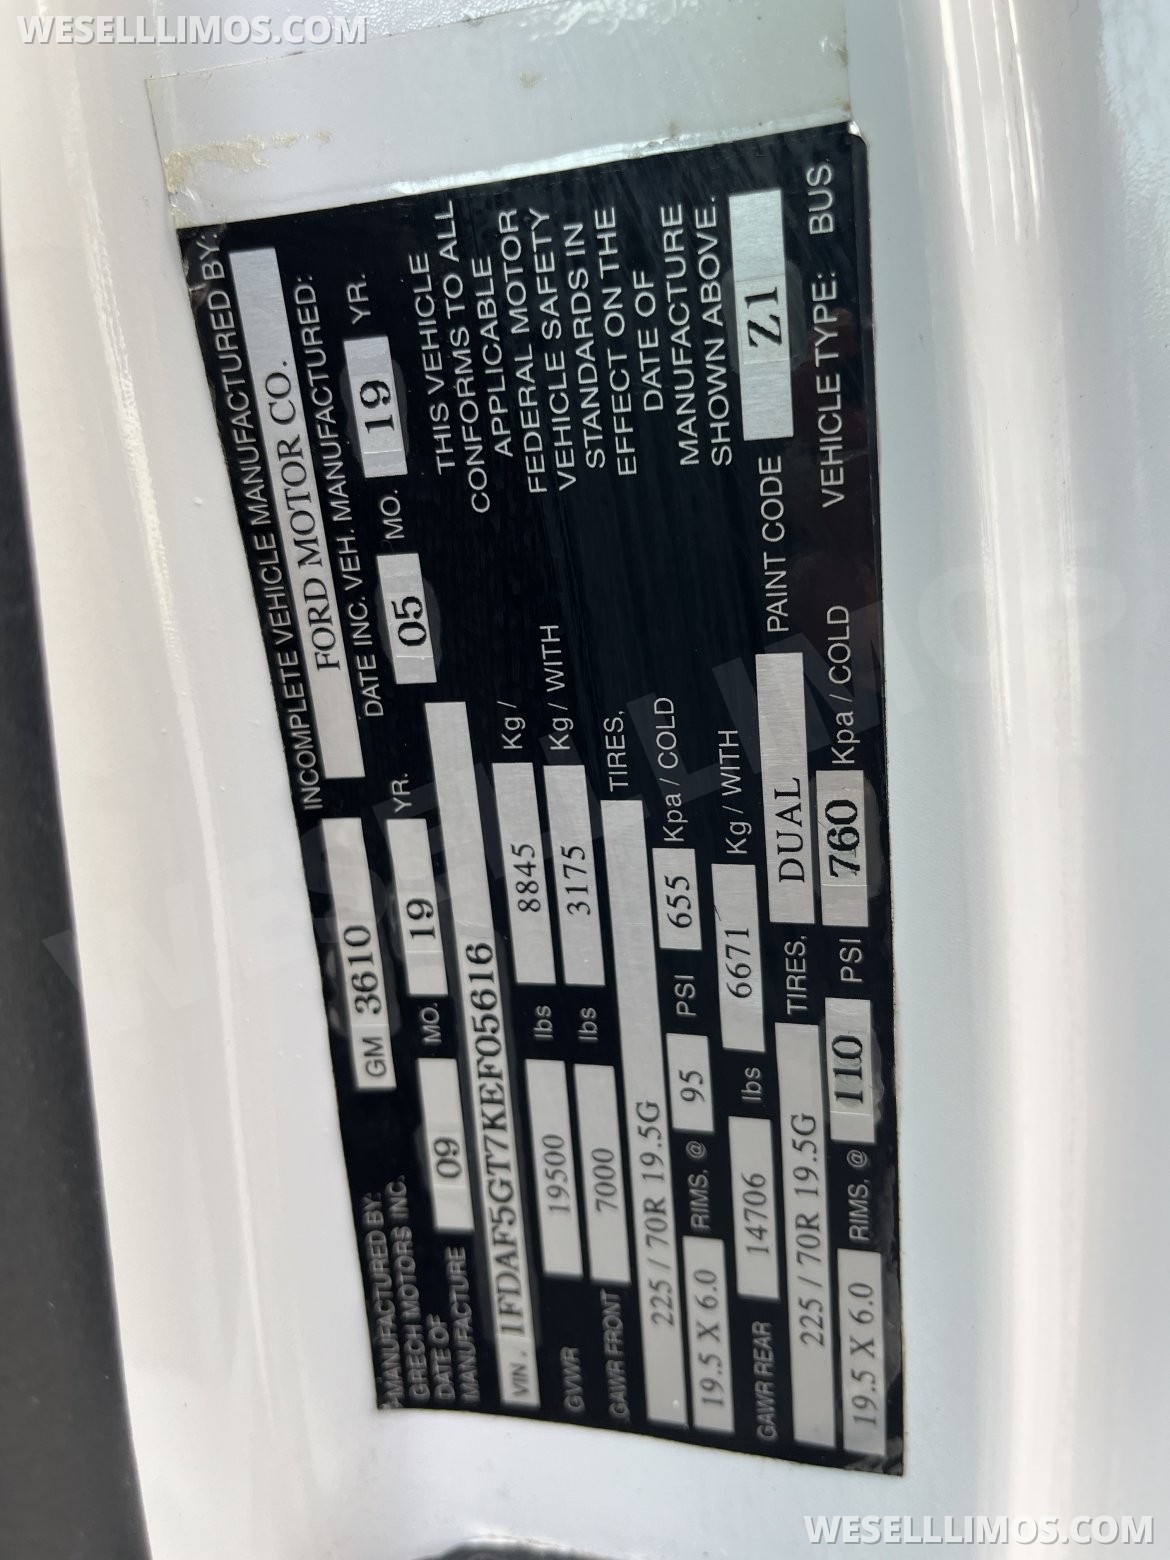 WESELLLIMOS.COM
MANUFACTURED BY:
GRECH MOTORS INC.
GM 3610
INCOMPLETE VEHICLE MANUFACTURED BY:
FORD MOTOR CO.
DATE OF
MANUFACTURE 09 MO. 19 YR.
DATE INC. VEH. MANUFACTURED:
05 MO. 19 YR.
VIN. 1FDAF5GT7KEF05616
GVWR 19500 lbs 8845 Kg /
GAWR FRONT 7000 lbs 3175 Kg / WITH
225 / 70R 19.5G TIRES,
19.5 X 6.0 RIMS, @ 95 PSI 655 Kpa / COLD
GAWR REAR 14706 lbs 6671 Kg / WITH
225 / 70R 19.5G TIRES, DUAL
19.5 X 6.0 RIMS, @ 110 PSI 760 Kpa / COLD
THIS VEHICLE
CONFORMS TO ALL
APPLICABLE
FEDERAL MOTOR
VEHICLE SAFETY
STANDARDS IN
EFFECT ON THE
DATE OF
MANUFACTURE
SHOWN ABOVE.
PAINT CODE Z1
VEHICLE TYPE: BUS
WESELLLIMOS
WESELLLIMOS.COM